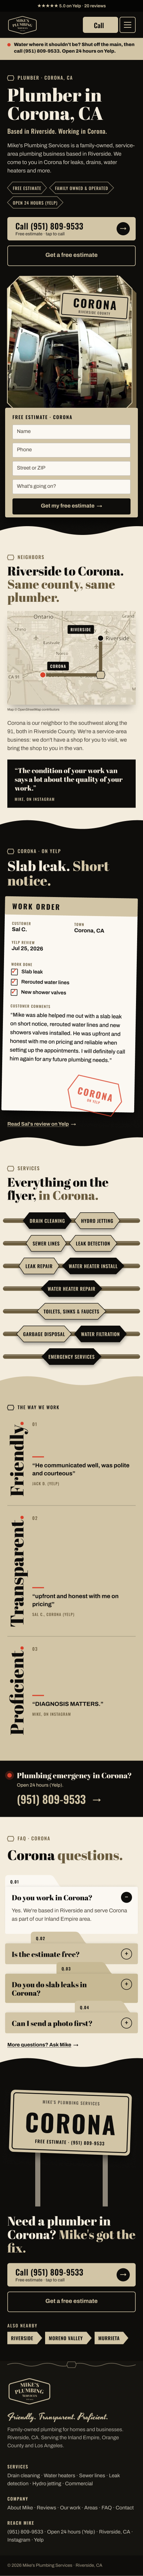 ★★★★★ 5.0 on Yelp · 20 reviews
MIKE'S
PLUMBING
SERVICES
Call
Water where it shouldn't be? Shut off the main, then
call (951) 809-9533. Open 24 hours on Yelp.
PLUMBER · CORONA, CA
Plumber in
Corona, CA
Based in Riverside. Working in Corona.
Mike's Plumbing Services is a family-owned, service-
area plumbing business based in Riverside. We
come to you in Corona for leaks, drains, water
heaters and more.
FREE ESTIMATE
FAMILY OWNED & OPERATED
OPEN 24 HOURS (YELP)
Call (951) 809-9533
Free estimate · tap to call
Get a free estimate
CORONA
RIVERSIDE COUNTY
FREE ESTIMATE · CORONA
Name
Phone
Street or ZIP
What's going on?
Get my free estimate →
NEIGHBORS
Riverside to Corona.
Same county, same
plumber.
Ontario
RIVERSIDE
Riverside
CORONA
CA 91
Map © OpenStreetMap contributors
Corona is our neighbor to the southwest along the
91, both in Riverside County. We're a service-area
business: we don't have a shop for you to visit, we
bring the shop to you in the van.
“The condition of your work van
says a lot about the quality of your
work.”
MIKE, ON INSTAGRAM
CORONA · ON YELP
Slab leak. Short
notice.
WORK ORDER
CUSTOMER
Sal C.
TOWN
Corona, CA
YELP REVIEW
Jul 25, 2026
WORK DONE
Slab leak
Rerouted water lines
New shower valves
CUSTOMER COMMENTS
“Mike was able to help me out with a slab leak
on short notice, rerouted water lines and new
shower valves installed. He was upfront and
honest with me on pricing and reliable when
setting up the appointments. I will definitely call
him again for any future plumbing needs.”
CORONA
ON YELP
Read Sal's review on Yelp →
SERVICES
Everything on the
flyer, in Corona.
DRAIN CLEANING
HYDRO JETTING
SEWER LINES
LEAK DETECTION
LEAK REPAIR
WATER HEATER INSTALL
WATER HEATER REPAIR
TOILETS, SINKS & FAUCETS
GARBAGE DISPOSAL
WATER FILTRATION
EMERGENCY SERVICES
THE WAY WE WORK
Friendly
01
“He communicated well, was polite
and courteous”
JACK D. (YELP)
Transparent
02
“upfront and honest with me on
pricing”
SAL C., CORONA (YELP)
Proficient
03
“DIAGNOSIS MATTERS.”
MIKE, ON INSTAGRAM
Plumbing emergency in Corona?
Open 24 hours (Yelp).
(951) 809-9533 →
FAQ · CORONA
Corona questions.
Q.01
Do you work in Corona?
Yes. We're based in Riverside and serve Corona
as part of our Inland Empire area.
Q.02
Is the estimate free?
Q.03
Do you do slab leaks in
Corona?
Q.04
Can I send a photo first?
More questions? Ask Mike →
MIKE'S PLUMBING SERVICES
CORONA
FREE ESTIMATE · (951) 809-9533
Need a plumber in
Corona? Mike's got the
fix.
Call (951) 809-9533
Free estimate · tap to call
Get a free estimate
ALSO NEARBY
RIVERSIDE
MORENO VALLEY
MURRIETA
MIKE'S
PLUMBING
SERVICES
Friendly. Transparent. Proficient.
Family-owned plumbing for homes and businesses.
Riverside, CA. Serving the Inland Empire, Orange
County and Los Angeles.
SERVICES
Drain cleaning · Water heaters · Sewer lines · Leak
detection · Hydro jetting · Commercial
COMPANY
About Mike · Reviews · Our work · Areas · FAQ · Contact
REACH MIKE
(951) 809-9533 · Open 24 hours (Yelp) · Riverside, CA ·
Instagram · Yelp
© 2026 Mike's Plumbing Services · Riverside, CA